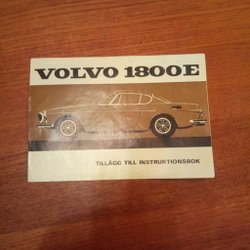 VOLVO 1800E
TILLÄGG TILL INSTRUKTIONSBOK